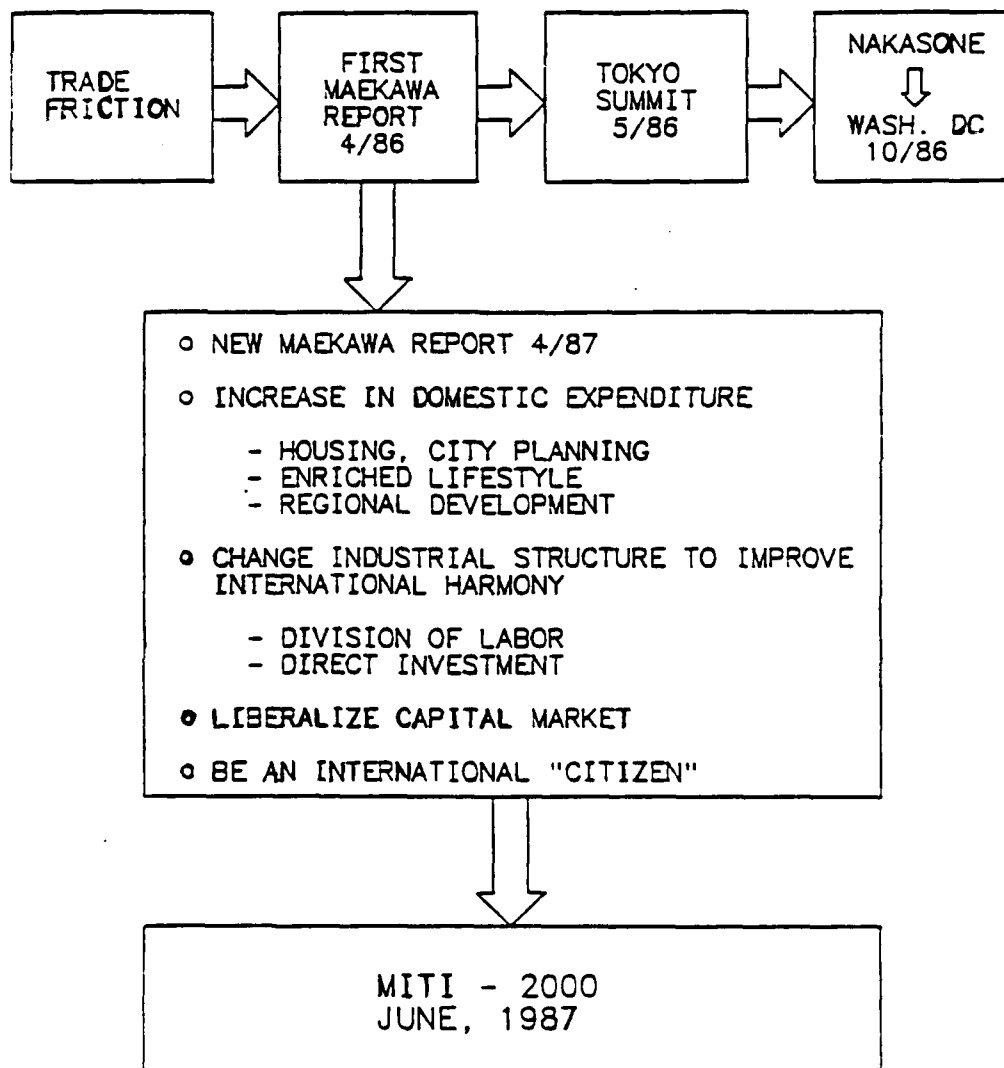 TRADE
FRICTION
FIRST
MAEKAWA
REPORT
4/86
TOKYO
SUMMIT
5/86
NAKASONE
WASH. DC
10/86
o NEW MAEKAWA REPORT 4/87
o INCREASE IN DOMESTIC EXPENDITURE
- HOUSING, CITY PLANNING
- ENRICHED LIFESTYLE
- REGIONAL DEVELOPMENT
o CHANGE INDUSTRIAL STRUCTURE TO IMPROVE
INTERNATIONAL HARMONY
- DIVISION OF LABOR
- DIRECT INVESTMENT
o LIBERALIZE CAPITAL MARKET
o BE AN INTERNATIONAL "CITIZEN"
MITI - 2000
JUNE, 1987